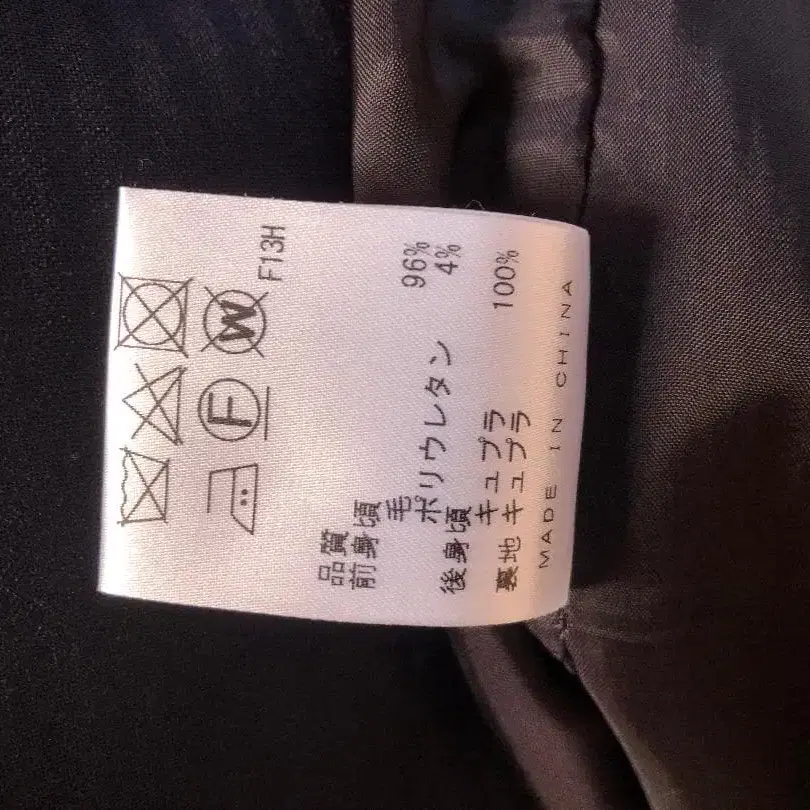 F W
F13H
品質
前身頃
毛 96%
ポリウレタン 4%
後身頃
キュプラ 100%
裏地 キュプラ
MADE IN CHINA